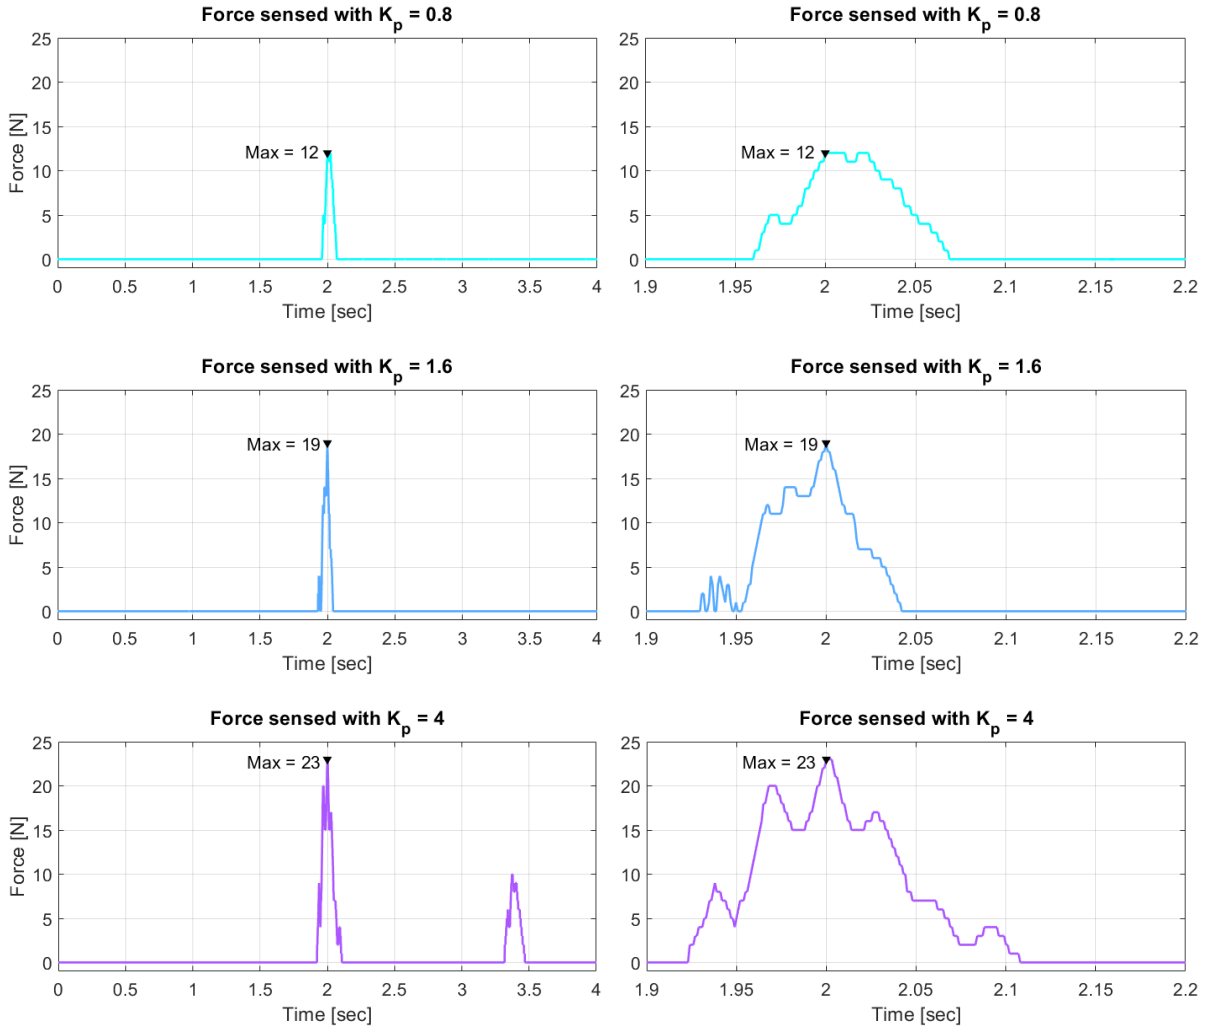 Force sensed with Kp = 0.8
25
20
15
10
5
0
Force [N]
Max = 12
0 0.5 1 1.5 2 2.5 3 3.5 4
Time [sec]
Force sensed with Kp = 0.8
25
20
15
10
5
0
Max = 12
1.9 1.95 2 2.05 2.1 2.15 2.2
Time [sec]
Force sensed with Kp = 1.6
25
20
15
10
5
0
Force [N]
Max = 19
0 0.5 1 1.5 2 2.5 3 3.5 4
Time [sec]
Force sensed with Kp = 1.6
25
20
15
10
5
0
Max = 19
1.9 1.95 2 2.05 2.1 2.15 2.2
Time [sec]
Force sensed with Kp = 4
25
20
15
10
5
0
Force [N]
Max = 23
0 0.5 1 1.5 2 2.5 3 3.5 4
Time [sec]
Force sensed with Kp = 4
25
20
15
10
5
0
Max = 23
1.9 1.95 2 2.05 2.1 2.15 2.2
Time [sec]